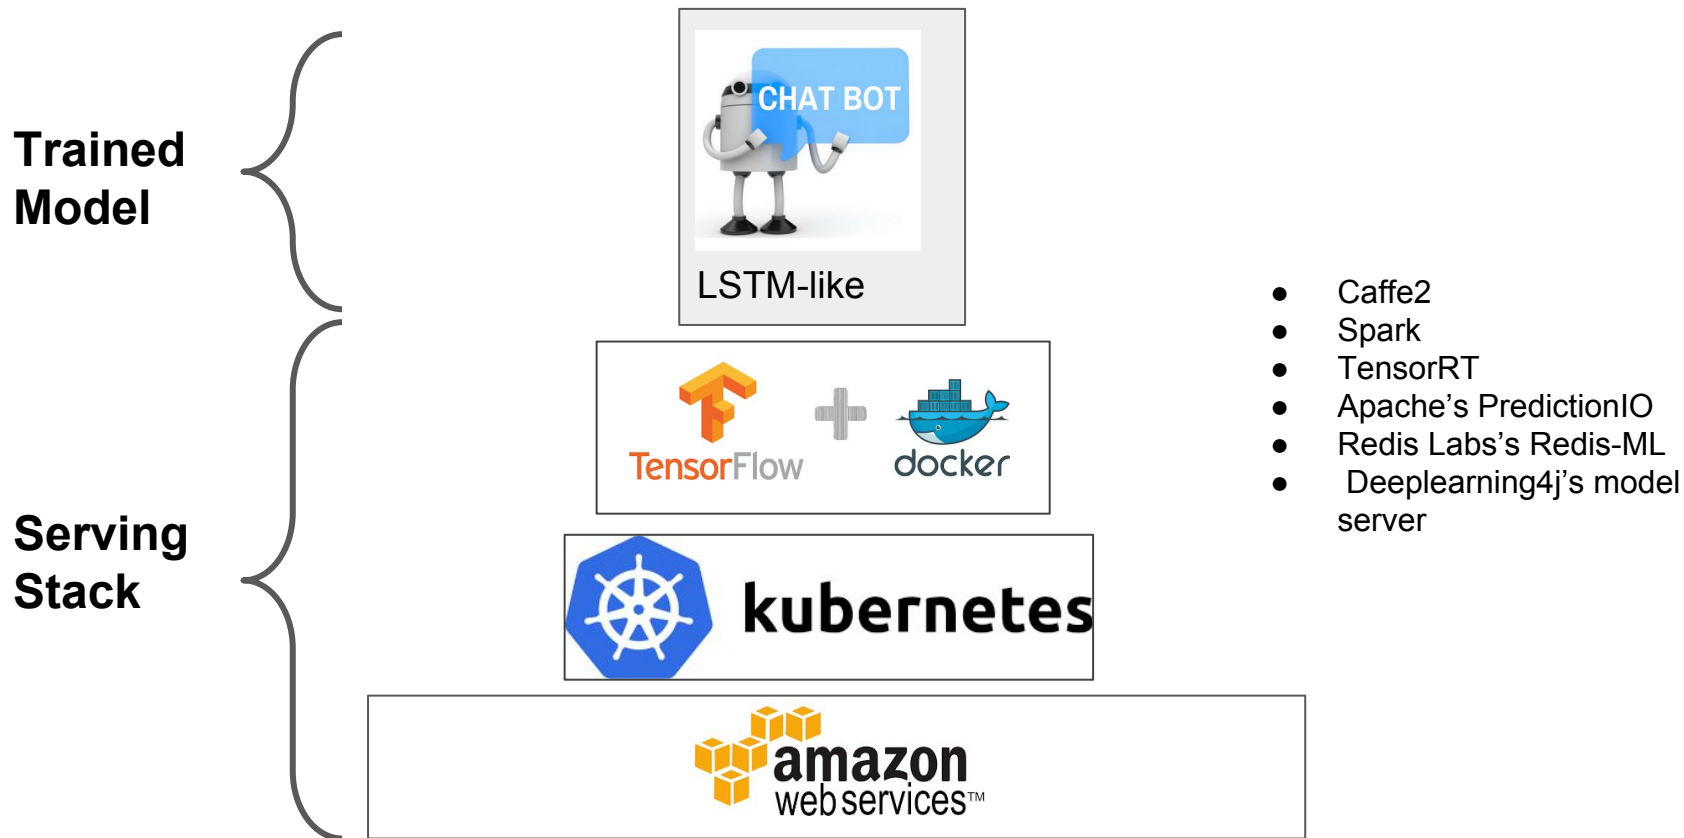 Trained
Model
CHAT BOT
LSTM-like
TensorFlow
docker
Serving
Stack
kubernetes
amazon
web services™
● Caffe2
● Spark
● TensorRT
● Apache’s PredictionIO
● Redis Labs’s Redis-ML
● Deeplearning4j’s model
server